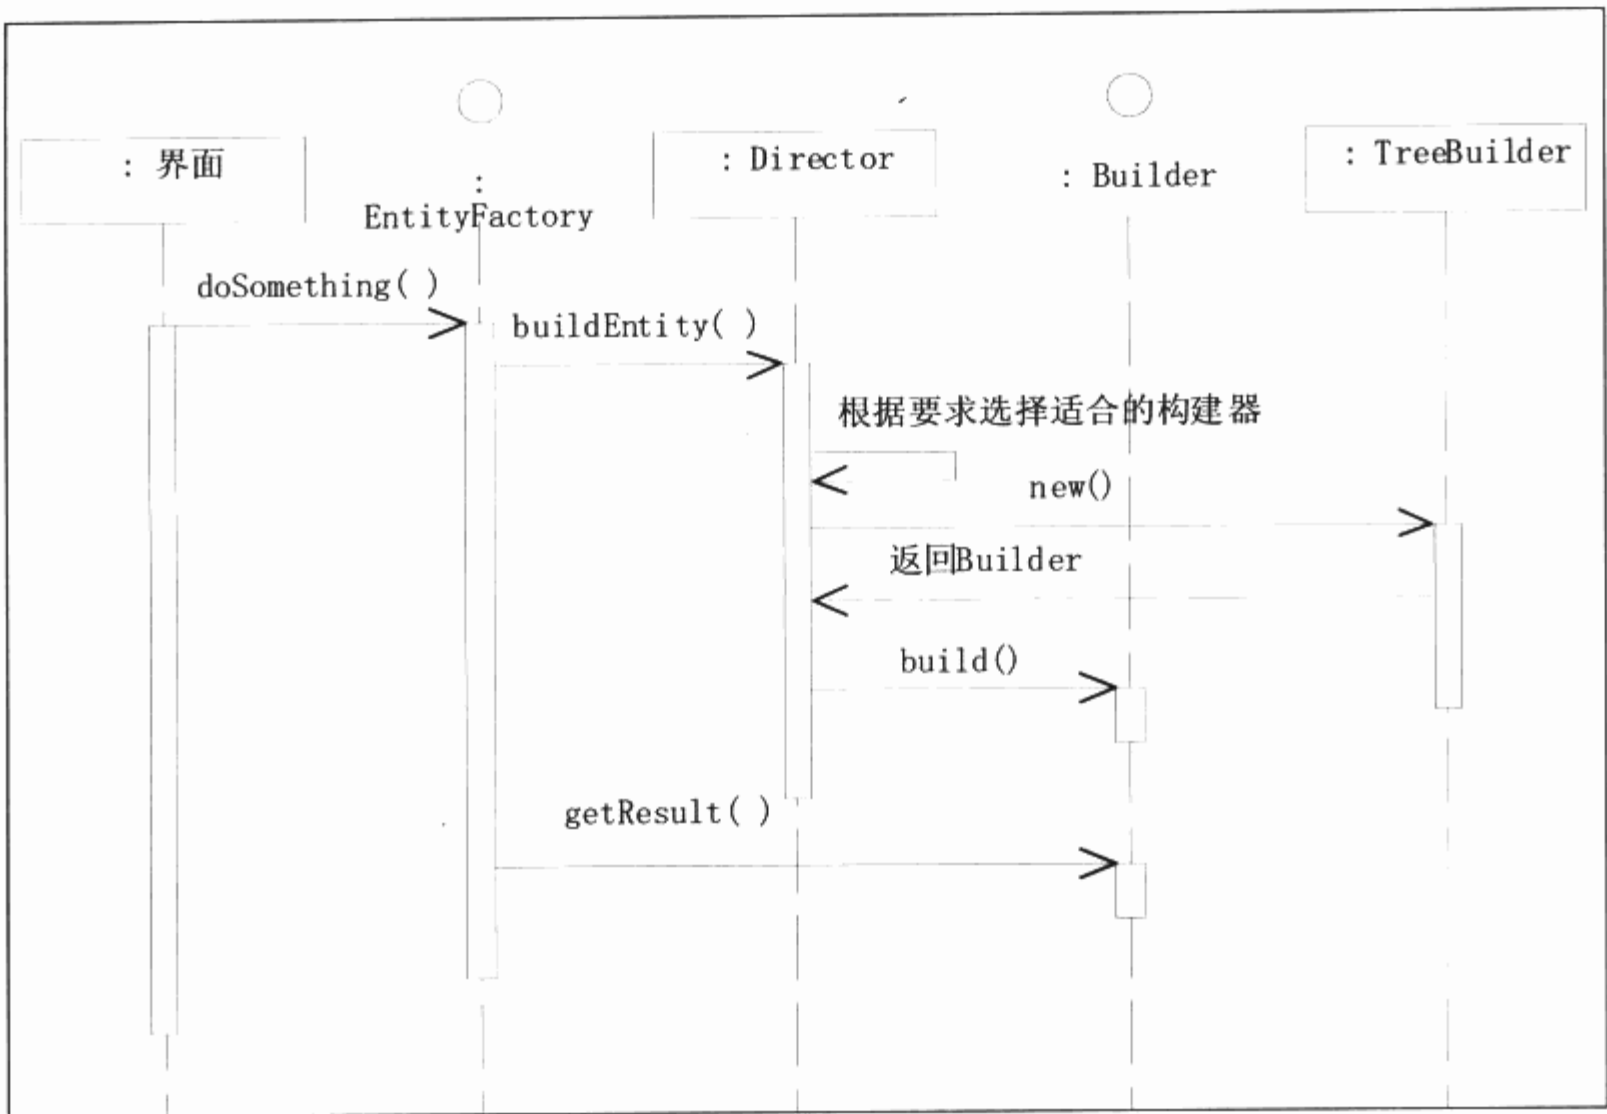 : 界面
:
EntityFactory
: Director
: Builder
: TreeBuilder
doSomething( )
buildEntity( )
根据要求选择适合的构建器
new()
返回Builder
build()
getResult( )